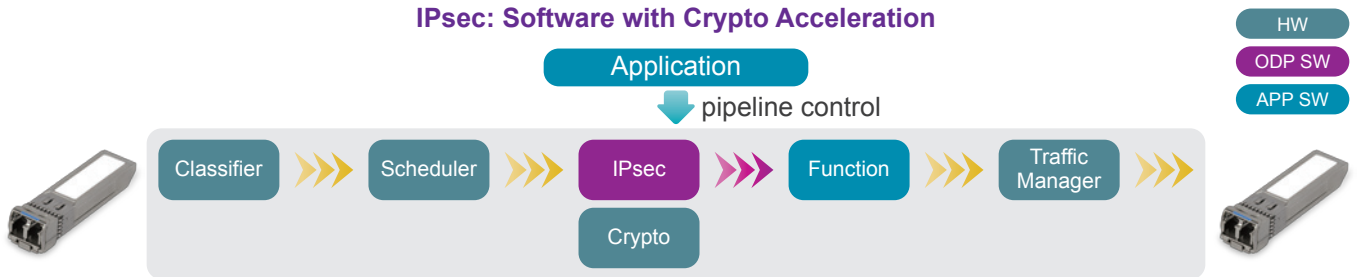 IPsec: Software with Crypto Acceleration
HW
ODP SW
APP SW
Application
pipeline control
Classifier
Scheduler
IPsec
Function
Traffic
Manager
Crypto